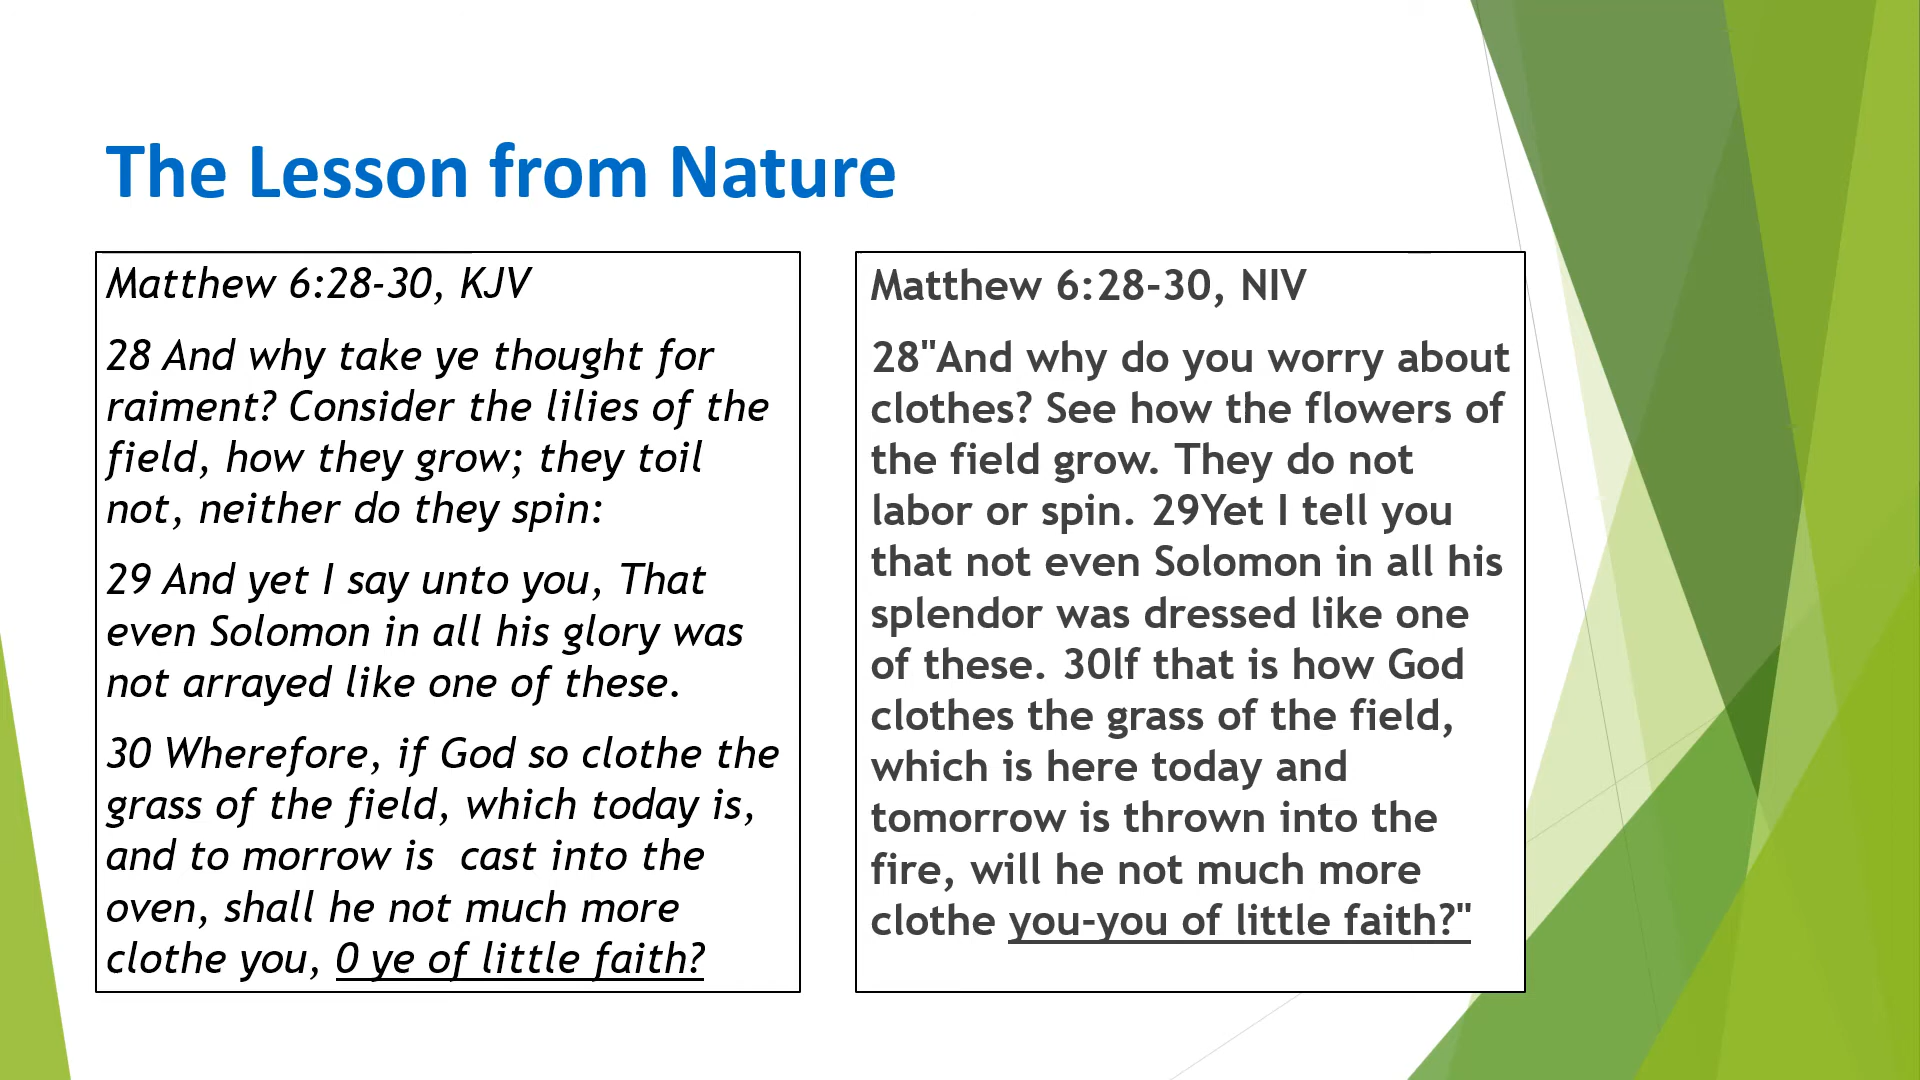 The Lesson from Nature
Matthew 6:28-30, KJV
28 And why take ye thought for
raiment? Consider the lilies of the
field, how they grow; they toil
not, neither do they spin:
29 And yet I say unto you, That
even Solomon in all his glory was
not arrayed like one of these.
30 Wherefore, if God so clothe the
grass of the field, which today is,
and to morrow is  cast into the
oven, shall he not much more
clothe you, 0 ye of little faith?
Matthew 6:28-30, NIV
28"And why do you worry about
clothes? See how the flowers of
the field grow. They do not
labor or spin. 29Yet I tell you
that not even Solomon in all his
splendor was dressed like one
of these. 30lf that is how God
clothes the grass of the field,
which is here today and
tomorrow is thrown into the
fire, will he not much more
clothe you-you of little faith?"